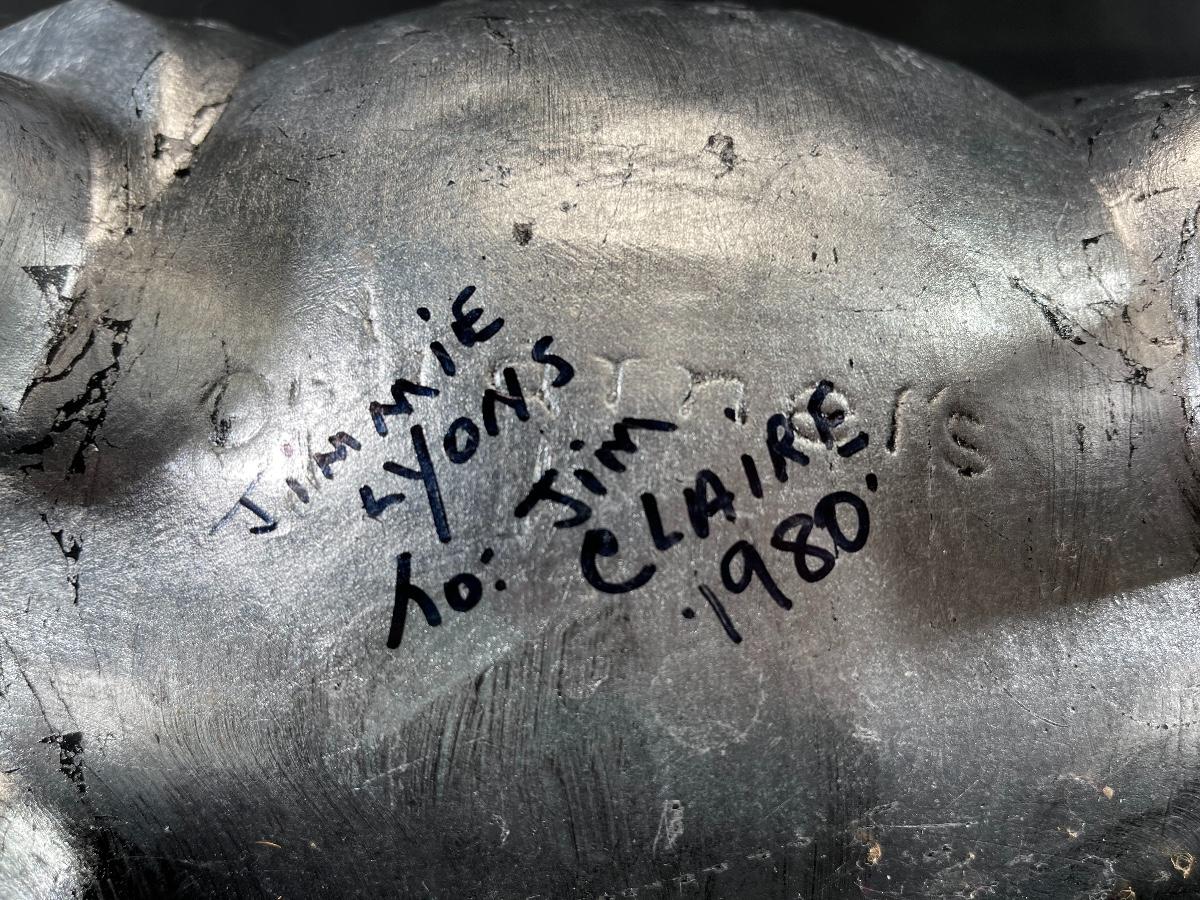 JiMMiE
LYONS
to: Jim
CLAIRE
1980